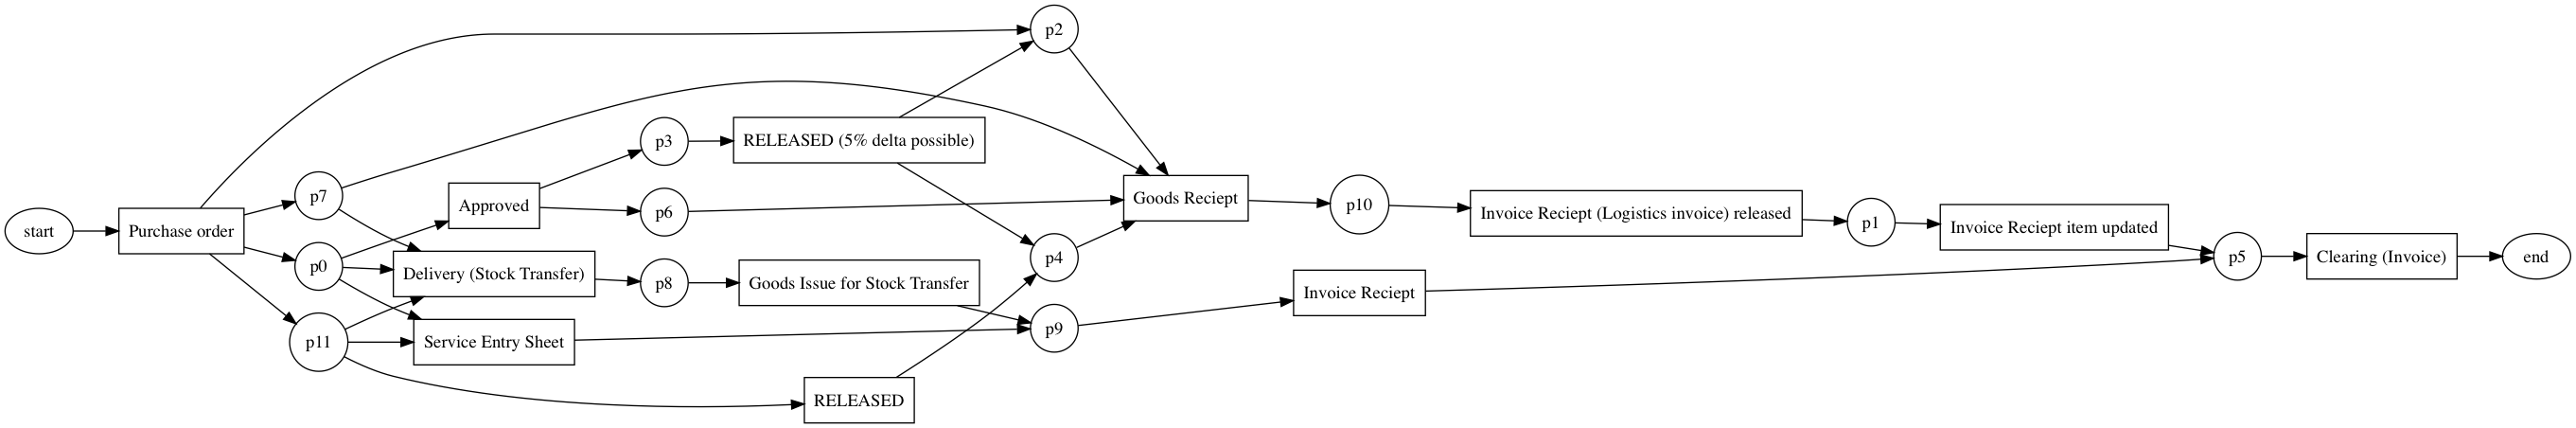 start
Purchase order
p7
p0
p11
Approved
Delivery (Stock Transfer)
Service Entry Sheet
p3
p6
p8
RELEASED (5% delta possible)
Goods Issue for Stock Transfer
RELEASED
p2
p4
p9
Goods Reciept
p10
Invoice Reciept
Invoice Reciept (Logistics invoice) released
p1
Invoice Reciept item updated
p5
Clearing (Invoice)
end